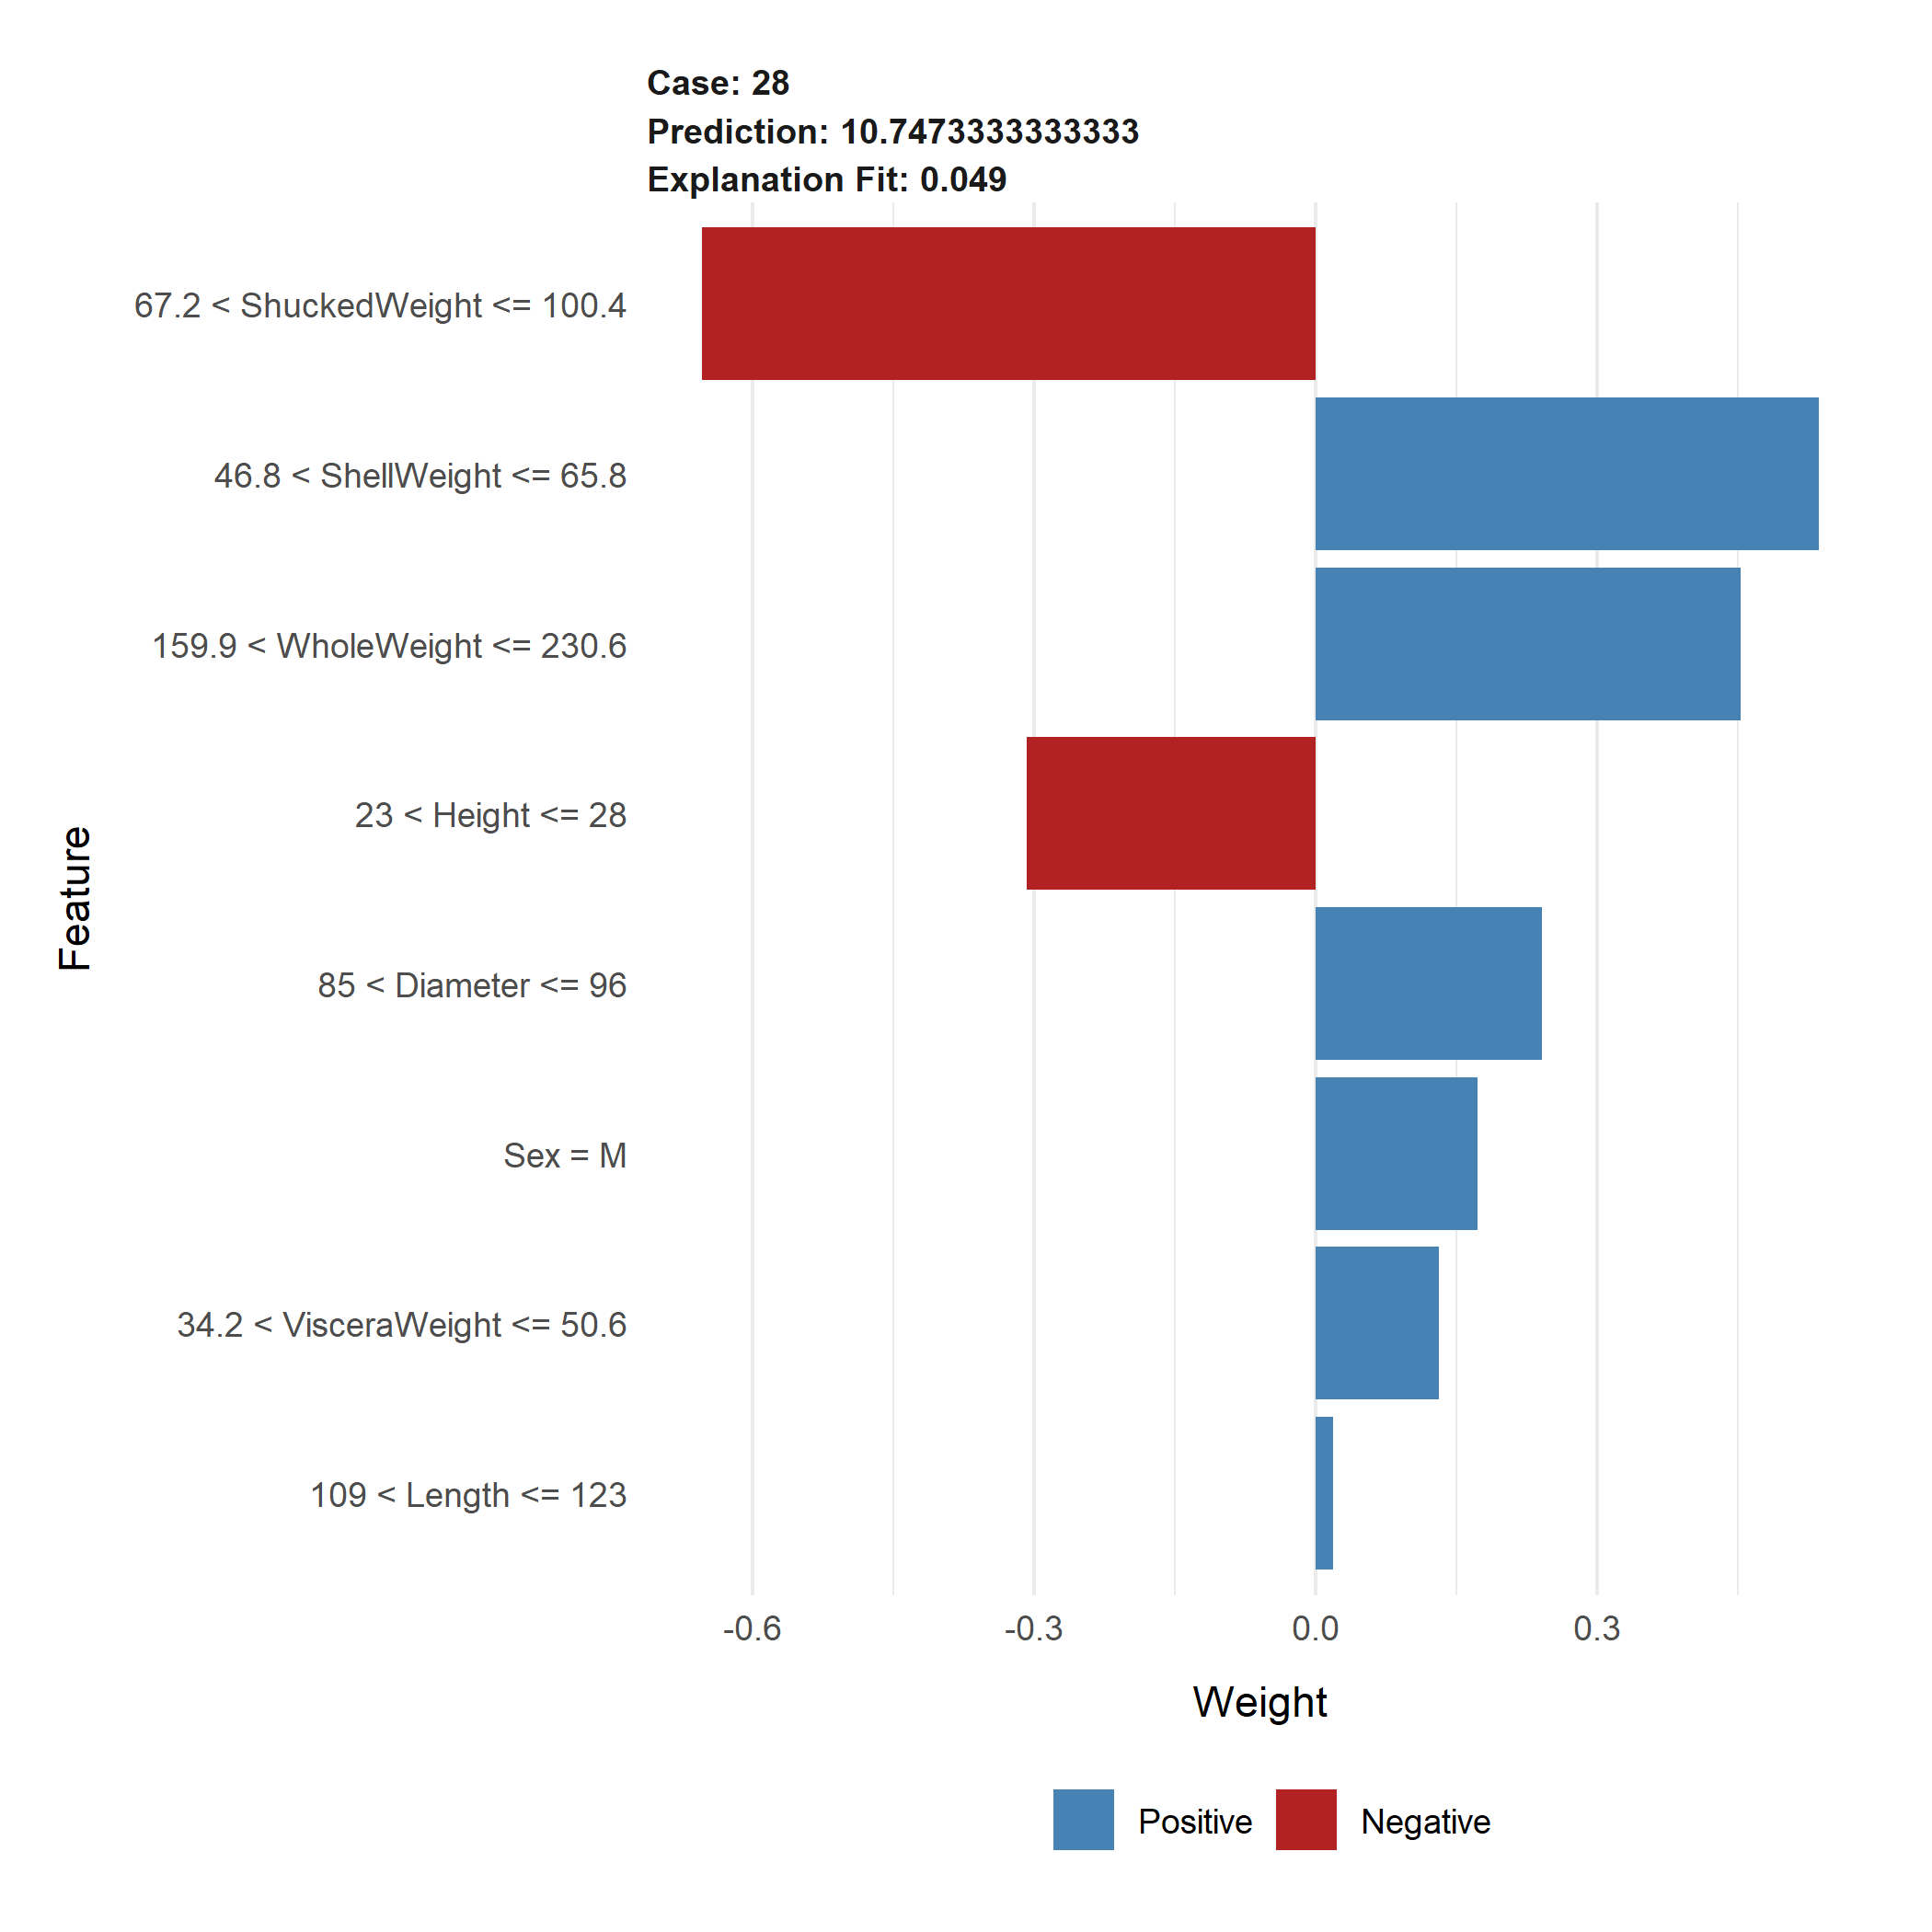 Case: 28
Prediction: 10.7473333333333
Explanation Fit: 0.049
67.2 < ShuckedWeight <= 100.4
46.8 < ShellWeight <= 65.8
159.9 < WholeWeight <= 230.6
23 < Height <= 28
85 < Diameter <= 96
Sex = M
34.2 < VisceraWeight <= 50.6
109 < Length <= 123
Feature
-0.6 -0.3 0.0 0.3
Weight
Positive Negative